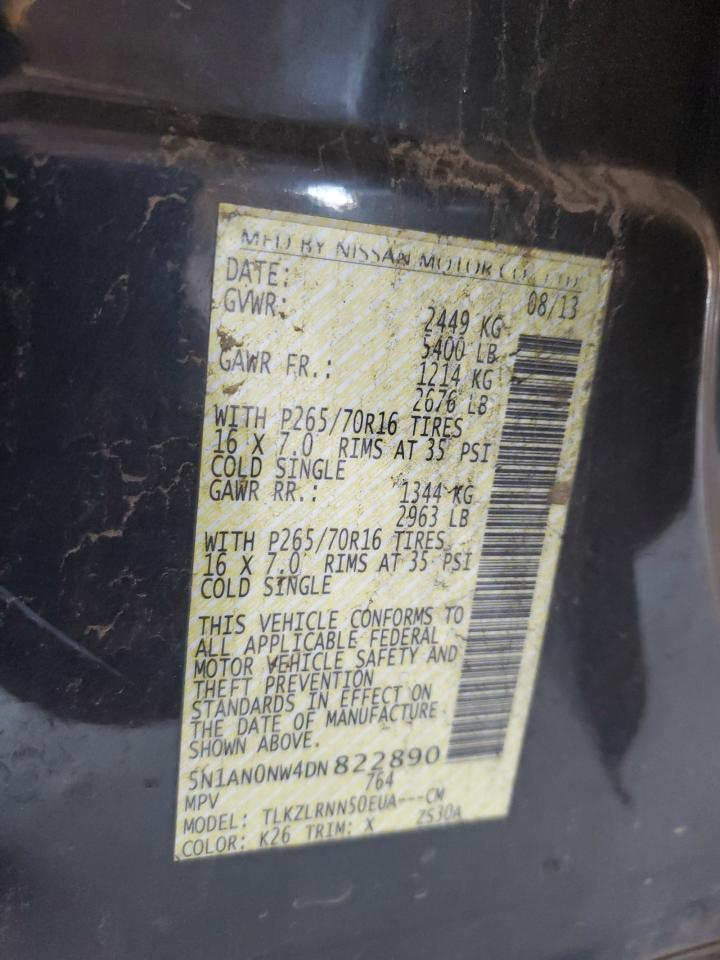 MFD BY NISSAN MOTOR CO., LTD.
DATE: 08/13
GVWR: 2449 KG
5400 LB
GAWR FR.: 1214 KG
2676 LB
WITH P265/70R16 TIRES
16 X 7.0 RIMS AT 35 PSI
COLD SINGLE
GAWR RR.: 1344 KG
2963 LB
WITH P265/70R16 TIRES
16 X 7.0 RIMS AT 35 PSI
COLD SINGLE
THIS VEHICLE CONFORMS TO
ALL APPLICABLE FEDERAL
MOTOR VEHICLE SAFETY AND
THEFT PREVENTION
STANDARDS IN EFFECT ON
THE DATE OF MANUFACTURE
SHOWN ABOVE.
5N1AN0NW4DN822890
MPV 764
MODEL: TLKZLRNN50EUA---CM
COLOR: K26 TRIM: X ZS30A